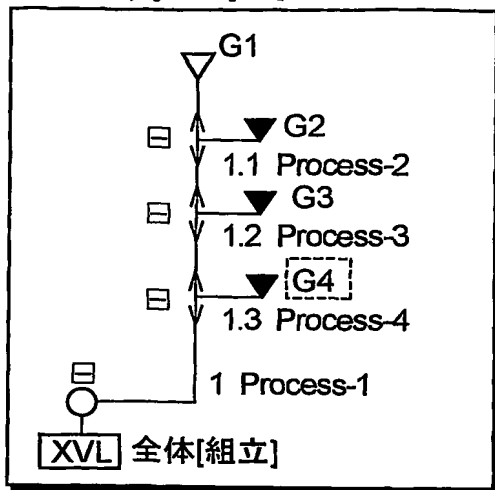 G1
G2
1.1 Process-2
G3
1.2 Process-3
G4
1.3 Process-4
1 Process-1
XVL 全体[組立]